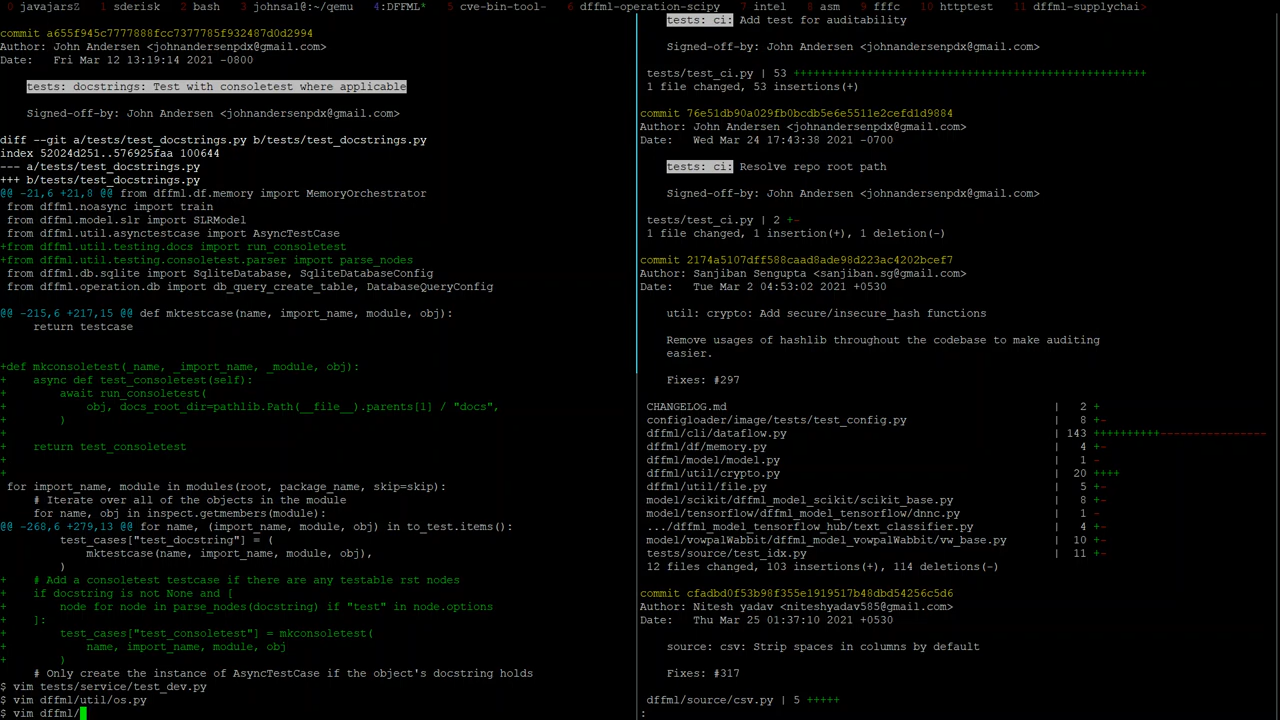 0 javajarsZ  1 sderisk  2 bash  3 johnsa1@:~/qemu  4:DFFML*  5 cve-bin-tool-  6 dffml-operation-scipy  7 intel  8 asm  9 fffc  10 httptest  11 dffml-supplychai>
commit a655f945c7777888fcc7377785f932487d0d2994
Author: John Andersen <johnandersenpdx@gmail.com>
Date:   Fri Mar 12 13:19:14 2021 -0800
tests: docstrings: Test with consoletest where applicable
Signed-off-by: John Andersen <johnandersenpdx@gmail.com>
diff --git a/tests/test_docstrings.py b/tests/test_docstrings.py
index 52024d251..576925faa 100644
--- a/tests/test_docstrings.py
+++ b/tests/test_docstrings.py
@@ -21,6 +21,8 @@ from dffml.df.memory import MemoryOrchestrator
 from dffml.noasync import train
 from dffml.model.slr import SLRModel
 from dffml.util.asynctestcase import AsyncTestCase
+from dffml.util.testing.docs import run_consoletest
+from dffml.util.testing.consoletest.parser import parse_nodes
 from dffml.db.sqlite import SqliteDatabase, SqliteDatabaseConfig
 from dffml.operation.db import db_query_create_table, DatabaseQueryConfig
@@ -215,6 +217,15 @@ def mktestcase(name, import_name, module, obj):
     return testcase
+def mkconsoletest(_name, _import_name, _module, obj):
+    async def test_consoletest(self):
+        await run_consoletest(
+            obj, docs_root_dir=pathlib.Path(__file__).parents[1] / "docs",
+        )
+
+    return test_consoletest
+
+
 for import_name, module in modules(root, package_name, skip=skip):
     # Iterate over all of the objects in the module
     for name, obj in inspect.getmembers(module):
@@ -268,6 +279,13 @@ for name, (import_name, module, obj) in to_test.items():
         test_cases["test_docstring"] = (
             mktestcase(name, import_name, module, obj),
         )
+    # Add a consoletest testcase if there are any testable rst nodes
+    if docstring is not None and [
+        node for node in parse_nodes(docstring) if "test" in node.options
+    ]:
+        test_cases["test_consoletest"] = mkconsoletest(
+            name, import_name, module, obj
+        )
     # Only create the instance of AsyncTestCase if the object's docstring holds
$ vim tests/service/test_dev.py
$ vim dffml/util/os.py
$ vim dffml/
tests: ci: Add test for auditability
Signed-off-by: John Andersen <johnandersenpdx@gmail.com>
tests/test_ci.py | 53 +++++++++++++++++++++++++++++++++++++++++++++++++++++
1 file changed, 53 insertions(+)
commit 76e51db90a029fb0bcdb5e6e5511e2cefd1d9884
Author: John Andersen <johnandersenpdx@gmail.com>
Date:   Wed Mar 24 17:43:38 2021 -0700
tests: ci: Resolve repo root path
Signed-off-by: John Andersen <johnandersenpdx@gmail.com>
tests/test_ci.py | 2 +-
1 file changed, 1 insertion(+), 1 deletion(-)
commit 2174a5107dff588caad8ade98d223ac4202bcef7
Author: Sanjiban Sengupta <sanjiban.sg@gmail.com>
Date:   Tue Mar 2 04:53:02 2021 +0530
util: crypto: Add secure/insecure_hash functions
Remove usages of hashlib throughout the codebase to make auditing
easier.
Fixes: #297
CHANGELOG.md | 2 +
configloader/image/tests/test_config.py | 8 +-
dffml/cli/dataflow.py | 143 ++++++++++----------------
dffml/df/memory.py | 4 +-
dffml/model/model.py | 1 -
dffml/util/crypto.py | 20 ++++
dffml/util/file.py | 5 +-
model/scikit/dffml_model_scikit/scikit_base.py | 8 +-
model/tensorflow/dffml_model_tensorflow/dnnc.py | 1 -
.../dffml_model_tensorflow_hub/text_classifier.py | 4 +-
model/vowpalWabbit/dffml_model_vowpalWabbit/vw_base.py | 10 +-
tests/source/test_idx.py | 11 +-
12 files changed, 103 insertions(+), 114 deletions(-)
commit cfadbd0f53b98f355e1919517b48dbd54256c5d6
Author: Nitesh yadav <niteshyadav585@gmail.com>
Date:   Thu Mar 25 01:37:10 2021 +0530
source: csv: Strip spaces in columns by default
Fixes: #317
dffml/source/csv.py | 5 +++++
: